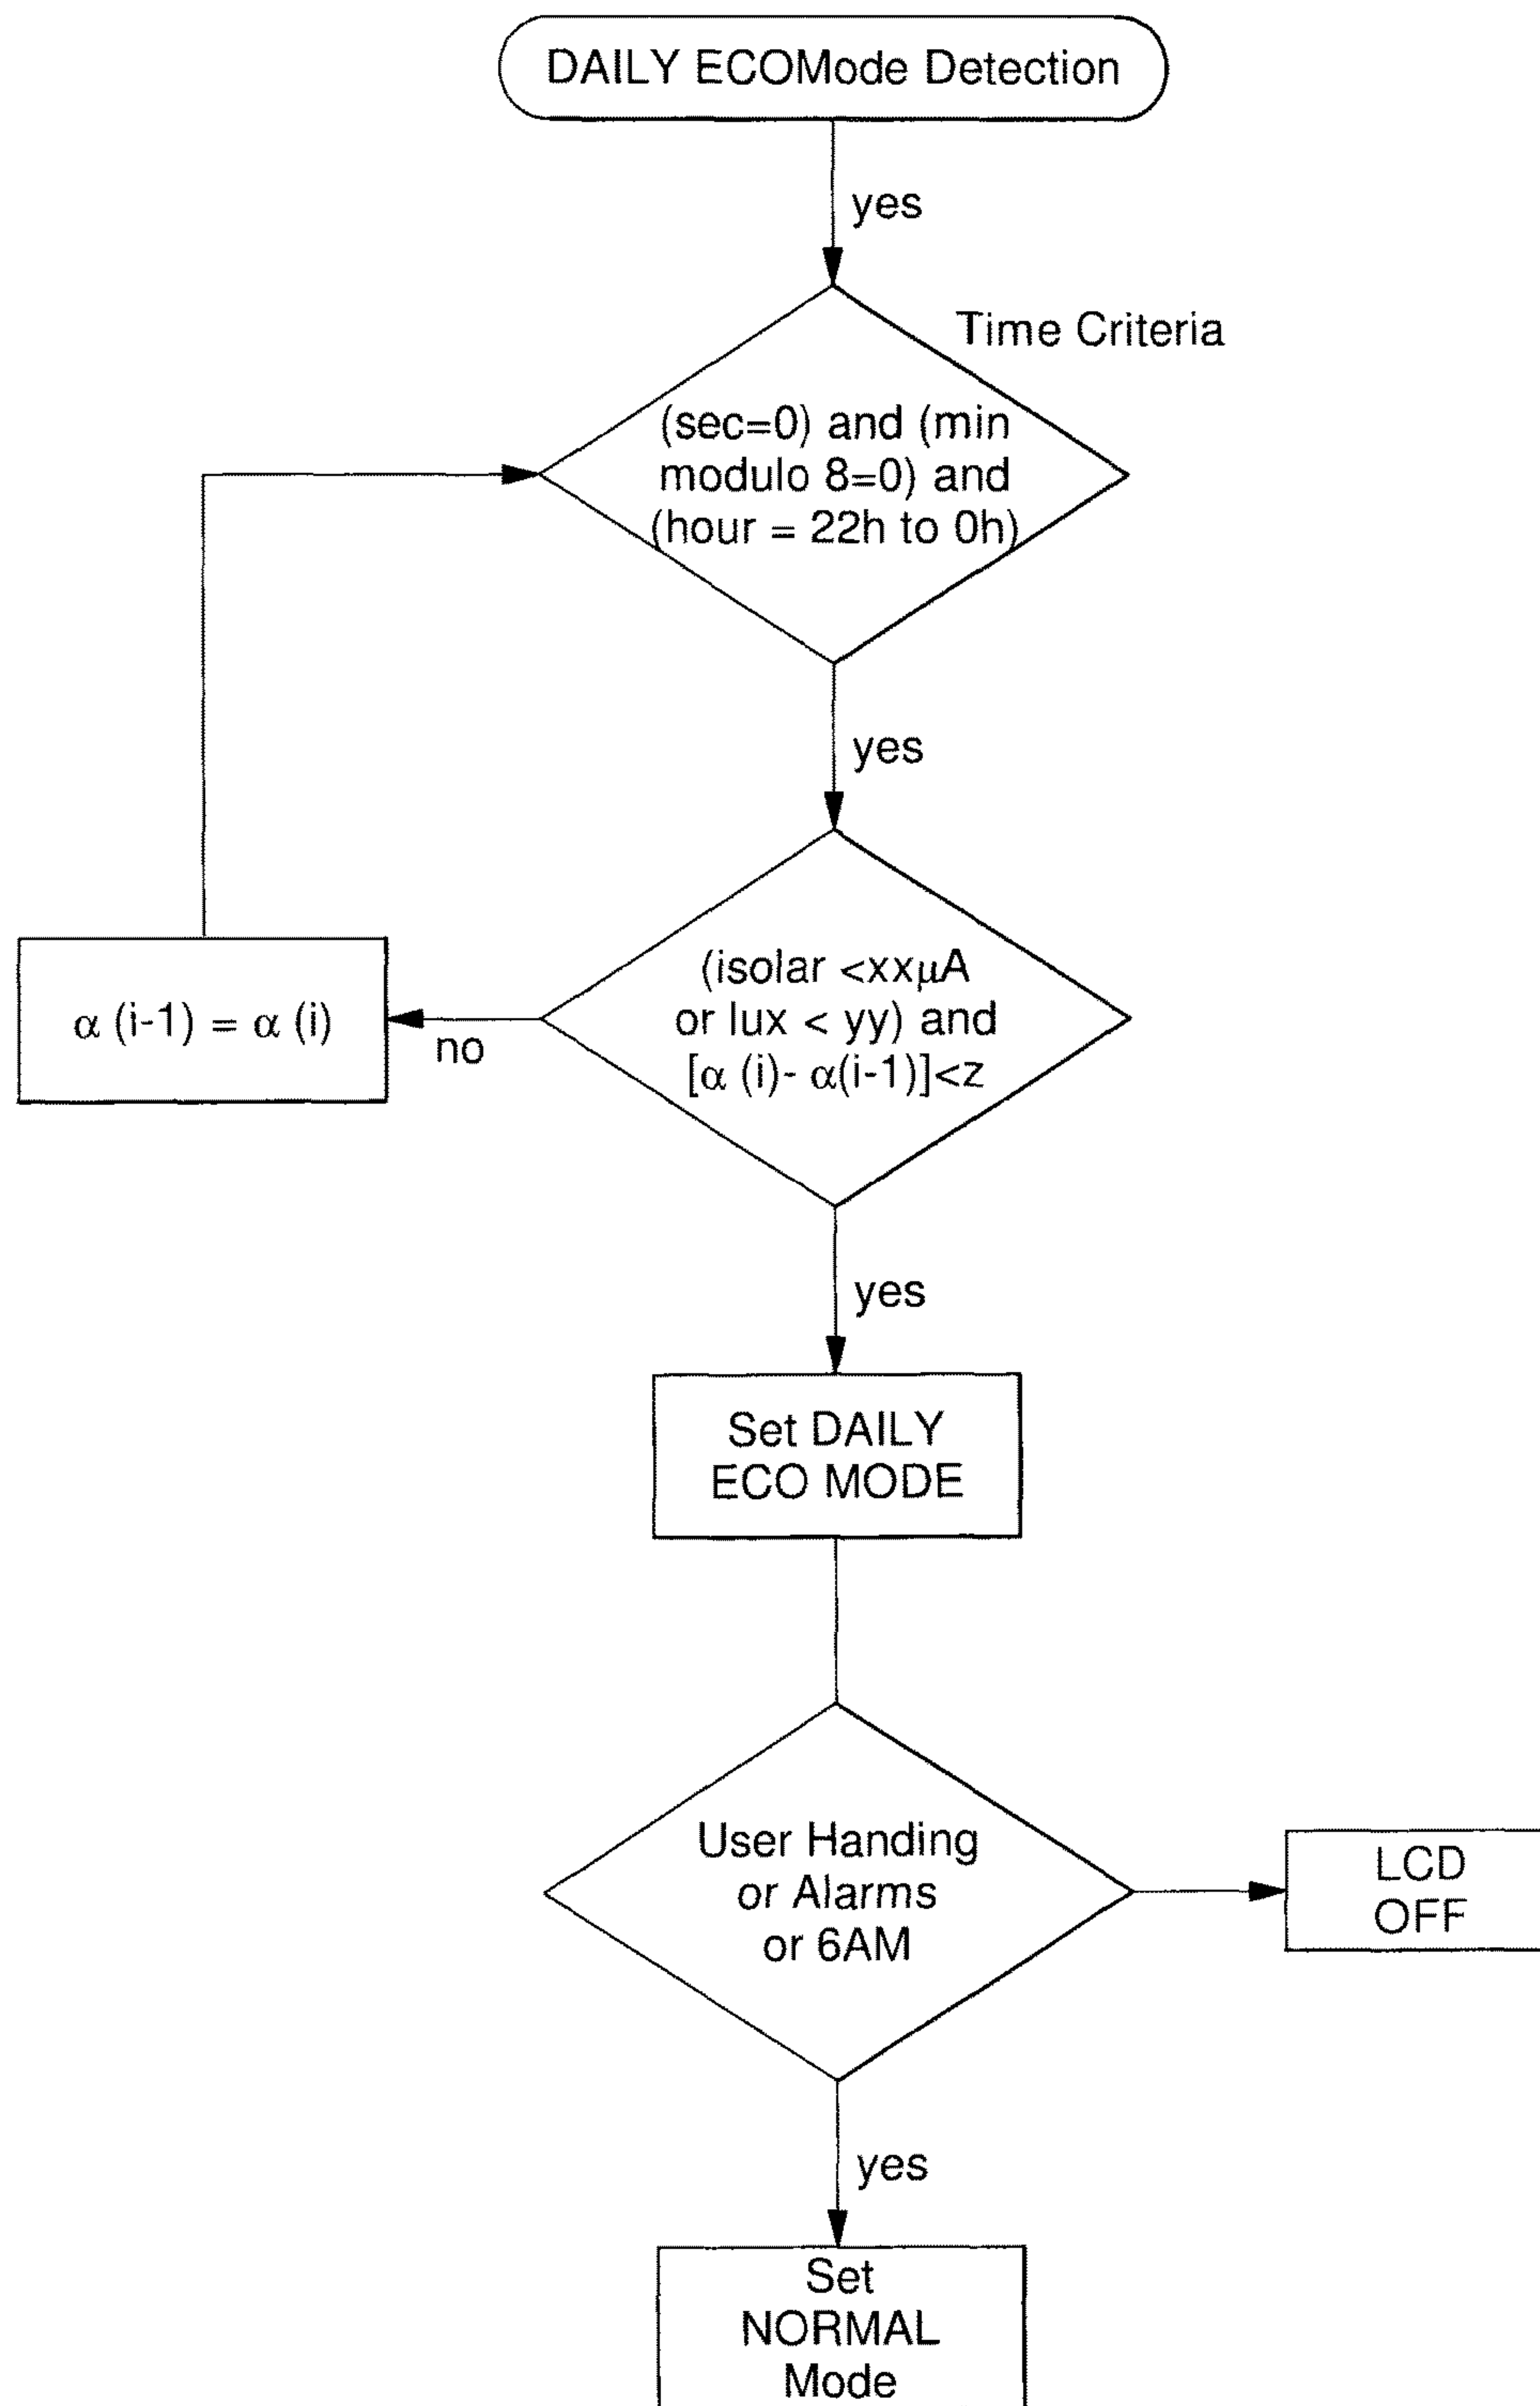 DAILY ECOMode Detection
yes
Time Criteria
(sec=0) and (min
modulo 8=0) and
(hour = 22h to 0h)
yes
(isolar <xxμA
or lux < yy) and
[α (i)- α(i-1)]<z
α (i-1) = α (i)
no
yes
Set DAILY
ECO MODE
User Handing
or Alarms
or 6AM
LCD
OFF
yes
Set
NORMAL
Mode